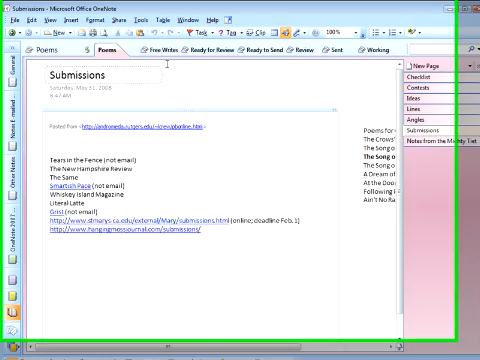 Submissions - Microsoft Office OneNote
File Edit View Insert Format Share Tools Table Window Help
New Task Tag Clip 100%
Poems Poems Free Writes Ready for Review Ready to Send Review Sent Working
General
Notes E-mailed
Other Notes
OneNote 2007
New Page
Checklist
Contests
Ideas
Lines
Angles
Submissions
Notes from the Mighty Tiet
Submissions
Saturday, May 31, 2008
8:47 AM
Posted from <http://andromeda.rutgers.edu/~lcrew/pbonline.html>
Tears in the Fence (not email)
The New Hampshire Review
The Same
Smartish Pace (not email)
Whiskey Island Magazine
Literal Latte
Grist (not email)
http://www.stmarys.ca.edu/external/Mary/submissions.html (online; deadline Feb. 1)
http://www.hangingmossjournal.com/submissions/
Poems for
The Crows'
The Song o
The Song o
The Song o
A Dream of
At the Doo
Following
Ain't No Ra